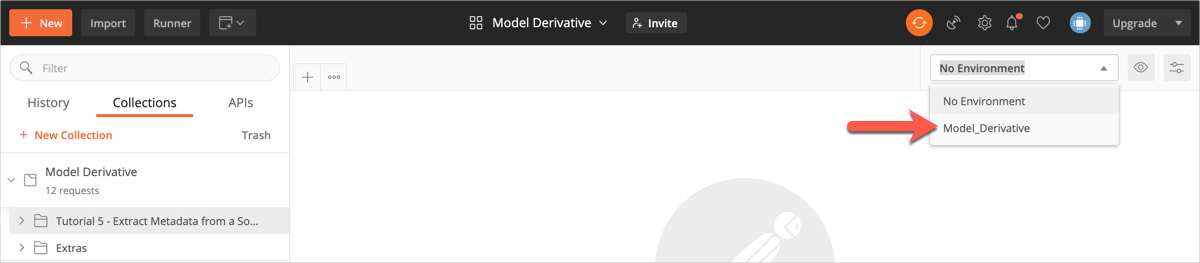 + New Import Runner Model Derivative Invite Upgrade
Filter
No Environment
History Collections APIs
No Environment
+ New Collection Trash
Model_Derivative
Model Derivative
12 requests
Tutorial 5 - Extract Metadata from a So...
Extras